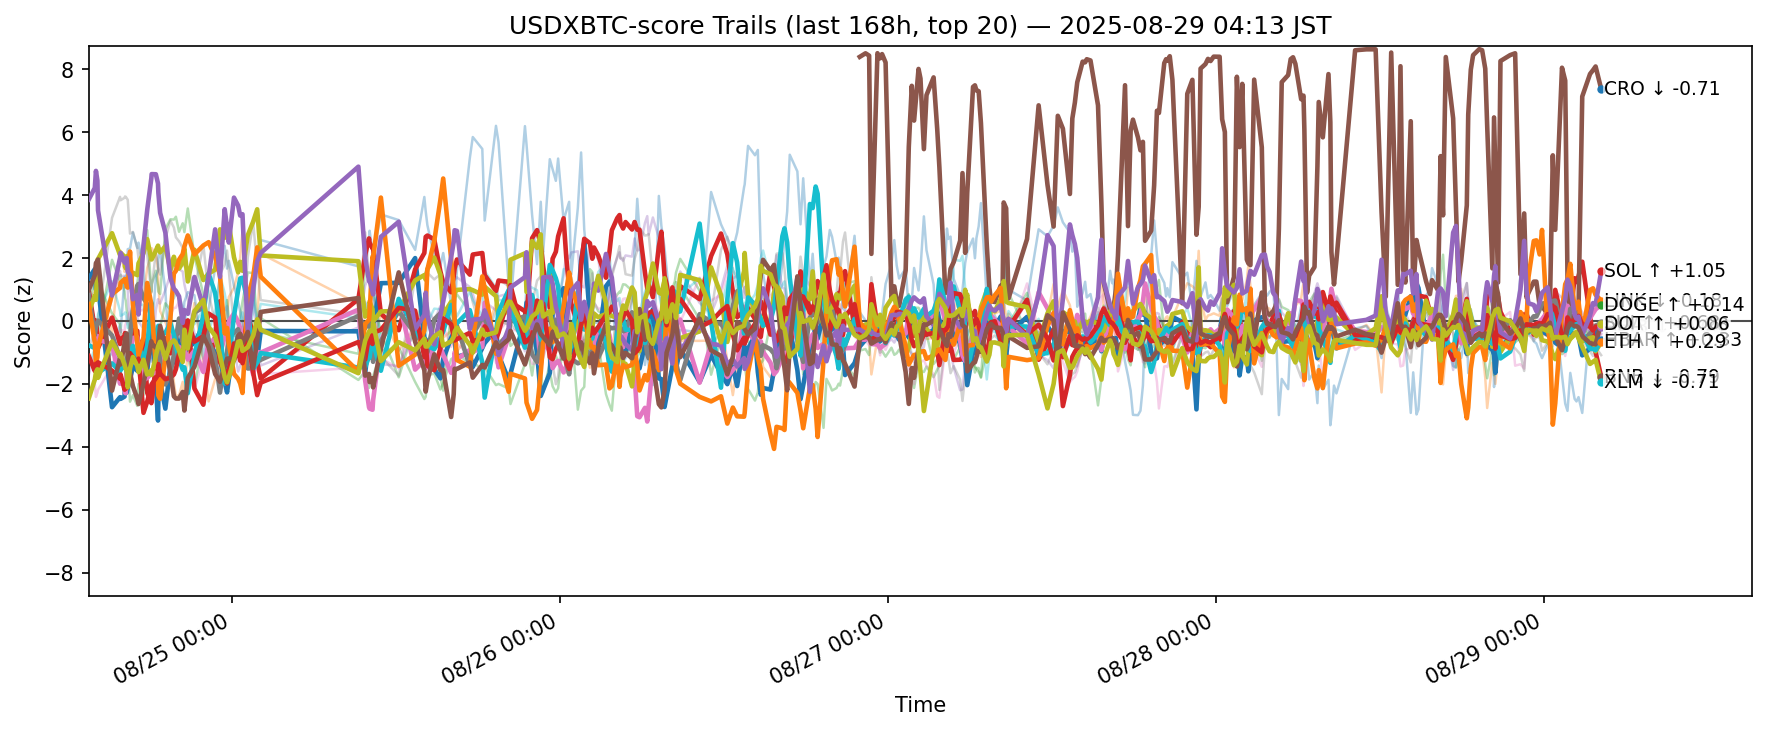 USDXBTC-score Trails (last 168h, top 20) — 2025-08-29 04:13 JST
Score (z)
8
6
4
2
0
−2
−4
−6
−8
CRO ↓ -0.71
SOL ↑ +1.05
DOGE ↑ +0.14
DOT ↑ +0.06
ETH ↑ +0.29
XLM ↓ -0.71
08/25 00:00
08/26 00:00
08/27 00:00
08/28 00:00
08/29 00:00
Time